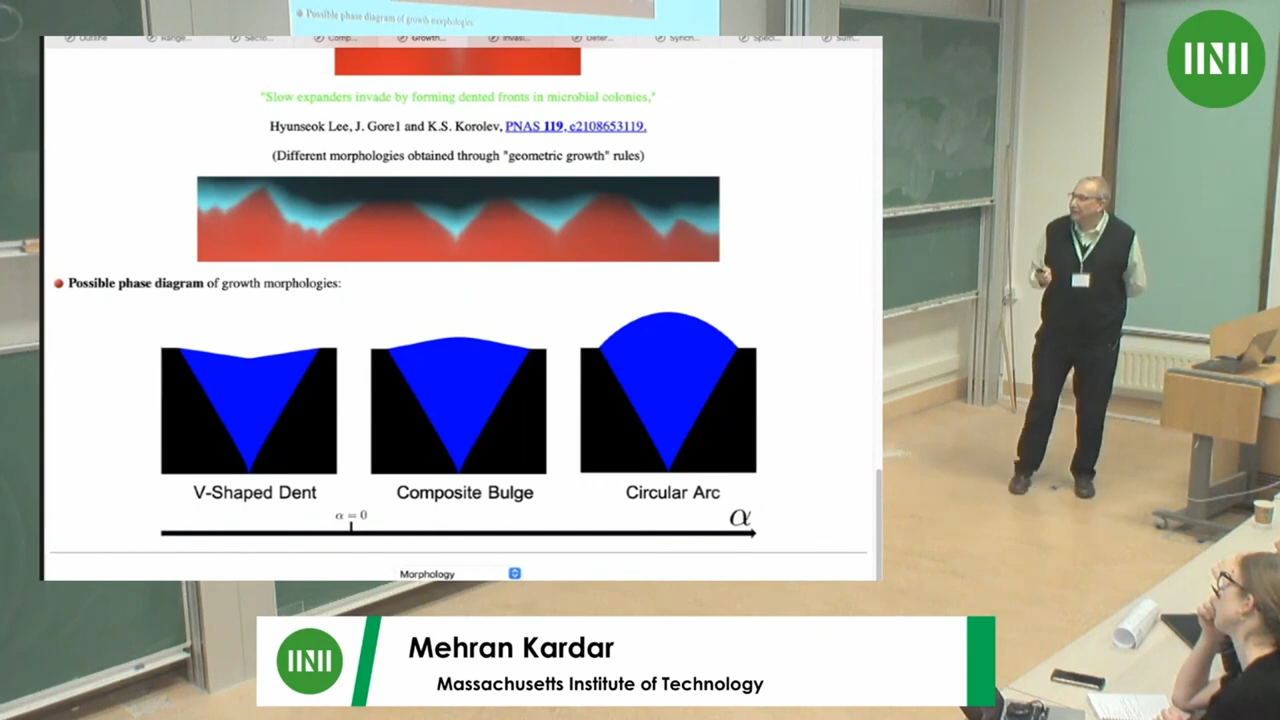 Possible phase diagram of growth morphologies:
Outline Range... Secto... Comp... Growth... Invasi... Deter... Synch... Speci... Sum...
"Slow expanders invade by forming dented fronts in microbial colonies,"
Hyunseok Lee, J. Gore1 and K.S. Korolev, PNAS 119, e2108653119.
(Different morphologies obtained through "geometric growth" rules)
Possible phase diagram of growth morphologies:
V-Shaped Dent Composite Bulge Circular Arc
α = 0
α
Morphology
Mehran Kardar
Massachusetts Institute of Technology